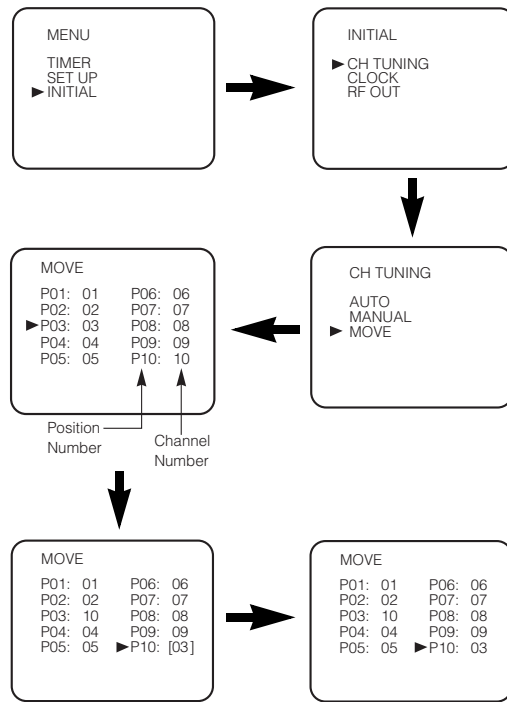 MENU
TIMER
SET UP
►INITIAL
INITIAL
►CH TUNING
CLOCK
RF OUT
CH TUNING
AUTO
MANUAL
► MOVE
MOVE
P01: 01 P06: 06
P02: 02 P07: 07
►P03: 03 P08: 08
P04: 04 P09: 09
P05: 05 P10: 10
Position
Number
Channel
Number
MOVE
P01: 01 P06: 06
P02: 02 P07: 07
P03: 10 P08: 08
P04: 04 P09: 09
P05: 05 ►P10: [03]
MOVE
P01: 01 P06: 06
P02: 02 P07: 07
P03: 10 P08: 08
P04: 04 P09: 09
P05: 05 ►P10: 03